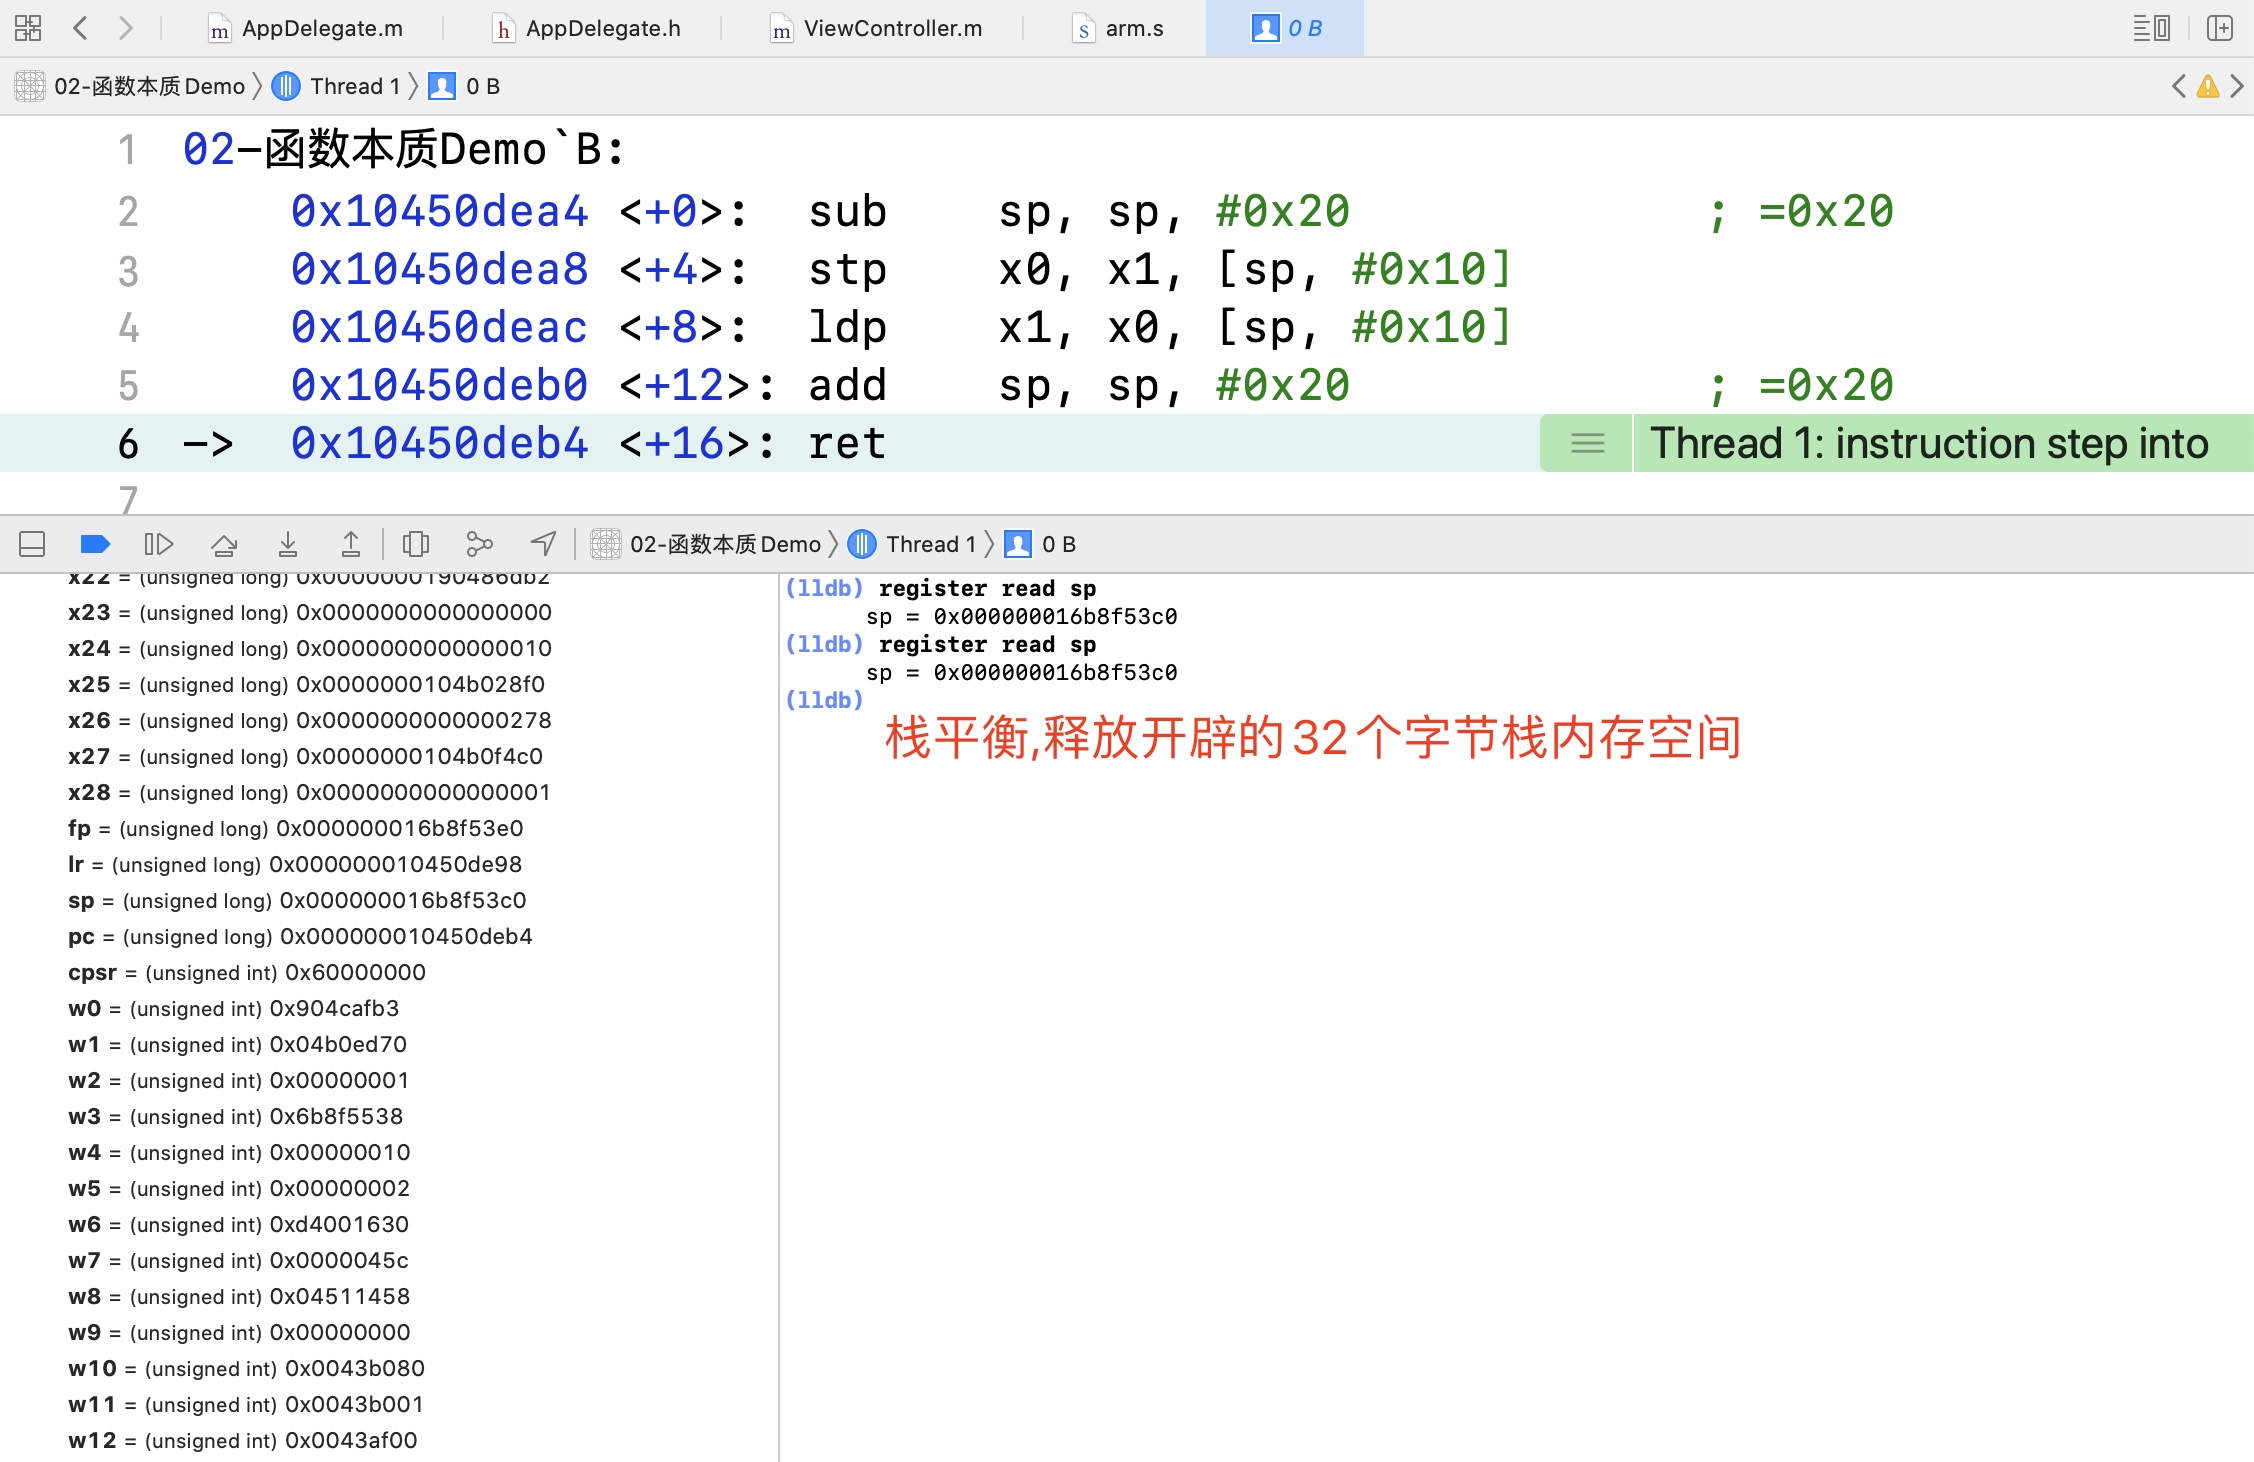 AppDelegate.m AppDelegate.h ViewController.m arm.s 0 B
02-函数本质Demo Thread 1 0 B
1 02-函数本质Demo`B:
2 0x10450dea4 <+0>: sub sp, sp, #0x20 ; =0x20
3 0x10450dea8 <+4>: stp x0, x1, [sp, #0x10]
4 0x10450deac <+8>: ldp x1, x0, [sp, #0x10]
5 0x10450deb0 <+12>: add sp, sp, #0x20 ; =0x20
6 -> 0x10450deb4 <+16>: ret Thread 1: instruction step into
7
02-函数本质Demo Thread 1 0 B
x22 = (unsigned long) 0x0000000190486db2
x23 = (unsigned long) 0x0000000000000000
x24 = (unsigned long) 0x0000000000000010
x25 = (unsigned long) 0x0000000104b028f0
x26 = (unsigned long) 0x0000000000000278
x27 = (unsigned long) 0x0000000104b0f4c0
x28 = (unsigned long) 0x0000000000000001
fp = (unsigned long) 0x000000016b8f53e0
lr = (unsigned long) 0x000000010450de98
sp = (unsigned long) 0x000000016b8f53c0
pc = (unsigned long) 0x000000010450deb4
cpsr = (unsigned int) 0x60000000
w0 = (unsigned int) 0x904cafb3
w1 = (unsigned int) 0x04b0ed70
w2 = (unsigned int) 0x00000001
w3 = (unsigned int) 0x6b8f5538
w4 = (unsigned int) 0x00000010
w5 = (unsigned int) 0x00000002
w6 = (unsigned int) 0xd4001630
w7 = (unsigned int) 0x0000045c
w8 = (unsigned int) 0x04511458
w9 = (unsigned int) 0x00000000
w10 = (unsigned int) 0x0043b080
w11 = (unsigned int) 0x0043b001
w12 = (unsigned int) 0x0043af00
(lldb) register read sp
sp = 0x000000016b8f53c0
(lldb) register read sp
sp = 0x000000016b8f53c0
(lldb)
栈平衡,释放开辟的32个字节栈内存空间